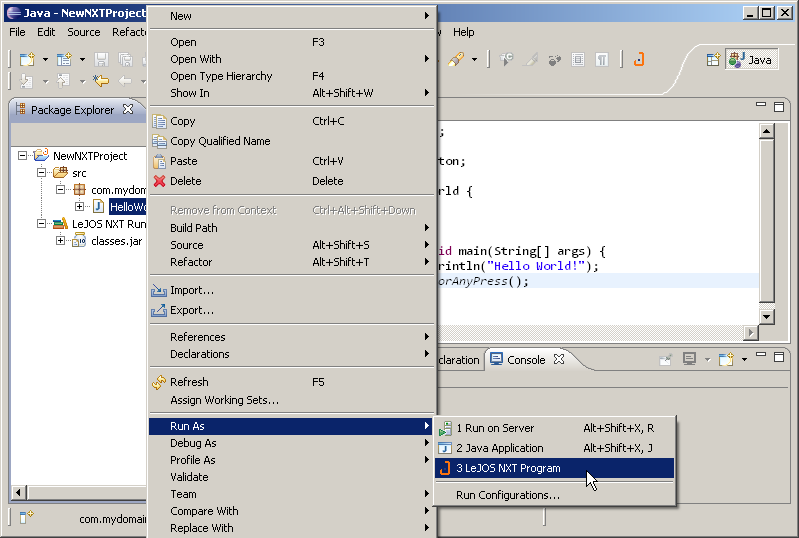 Java - NewNXTProject
File Edit Source Refact
Help
Java
Package Explorer
NewNXTProject
src
com.mydom
HelloWo
LeJOS NXT Run
classes.jar
New
Open F3
Open With
Open Type Hierarchy F4
Show In Alt+Shift+W
Copy Ctrl+C
Copy Qualified Name
Paste Ctrl+V
Delete Delete
Remove from Context Ctrl+Alt+Shift+Down
Build Path
Source Alt+Shift+S
Refactor Alt+Shift+T
Import...
Export...
References
Declarations
Refresh F5
Assign Working Sets...
Run As
Debug As
Profile As
Validate
Team
Compare With
Replace With
;
ton;
rld {
id main(String[] args) {
rintln("Hello World!");
orAnyPress();
claration Console
1 Run on Server Alt+Shift+X, R
2 Java Application Alt+Shift+X, J
3 LeJOS NXT Program
Run Configurations...
com.mydomain